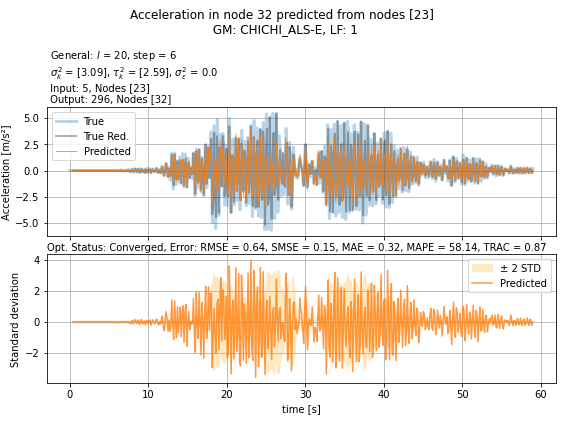 Acceleration in node 32 predicted from nodes [23]
GM: CHICHI_ALS-E, LF: 1
General: l = 20, step = 6
σ²ₖ = [3.09], τ²ₖ = [2.59], σ²ε = 0.0
Input: 5, Nodes [23]
Output: 296, Nodes [32]
Acceleration [m/s²]
5.0
2.5
0.0
−2.5
−5.0
True
True Red.
Predicted
Opt. Status: Converged, Error: RMSE = 0.64, SMSE = 0.15, MAE = 0.32, MAPE = 58.14, TRAC = 0.87
Standard deviation
4
2
0
−2
± 2 STD
Predicted
0 10 20 30 40 50 60
time [s]